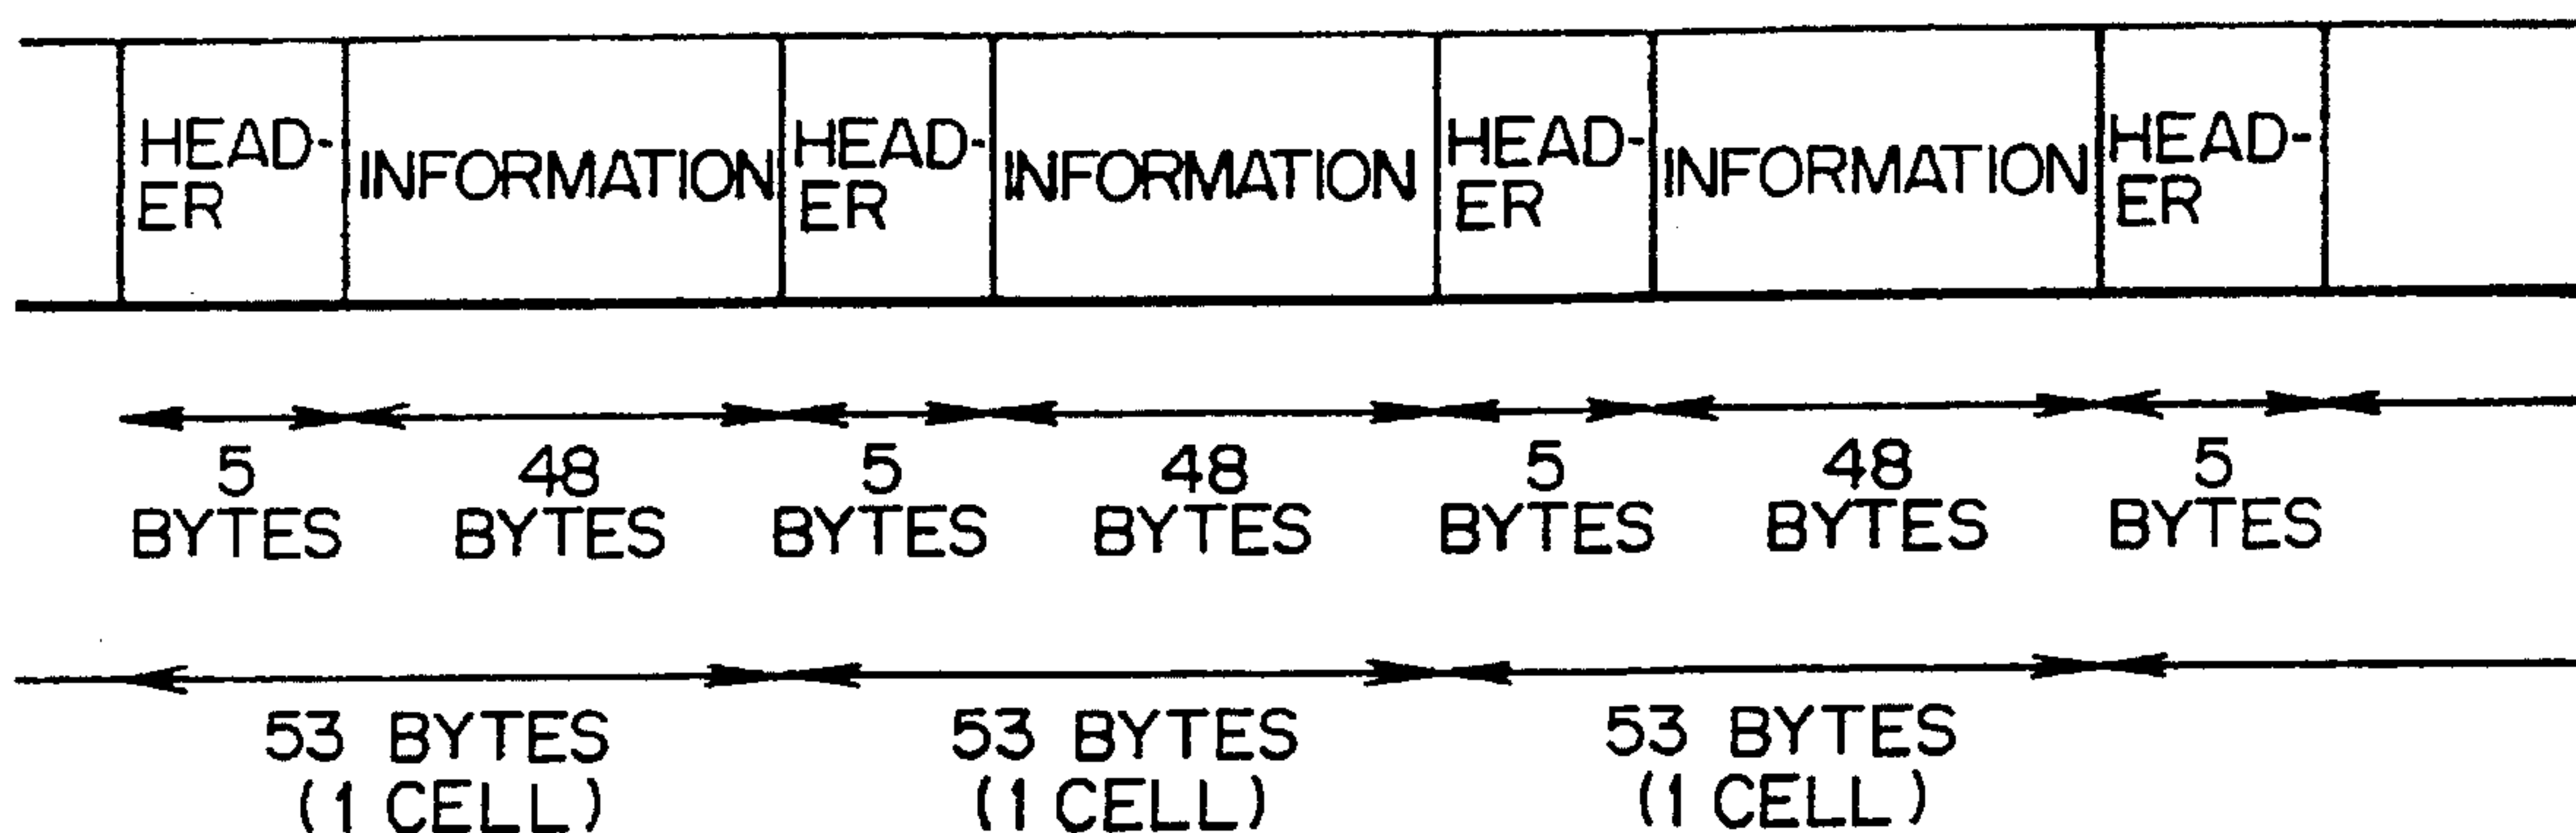 HEAD-
ER
INFORMATION
HEAD-
ER
INFORMATION
HEAD-
ER
INFORMATION
HEAD-
ER
5
BYTES
48
BYTES
5
BYTES
48
BYTES
5
BYTES
48
BYTES
5
BYTES
53 BYTES
(1 CELL)
53 BYTES
(1 CELL)
53 BYTES
(1 CELL)